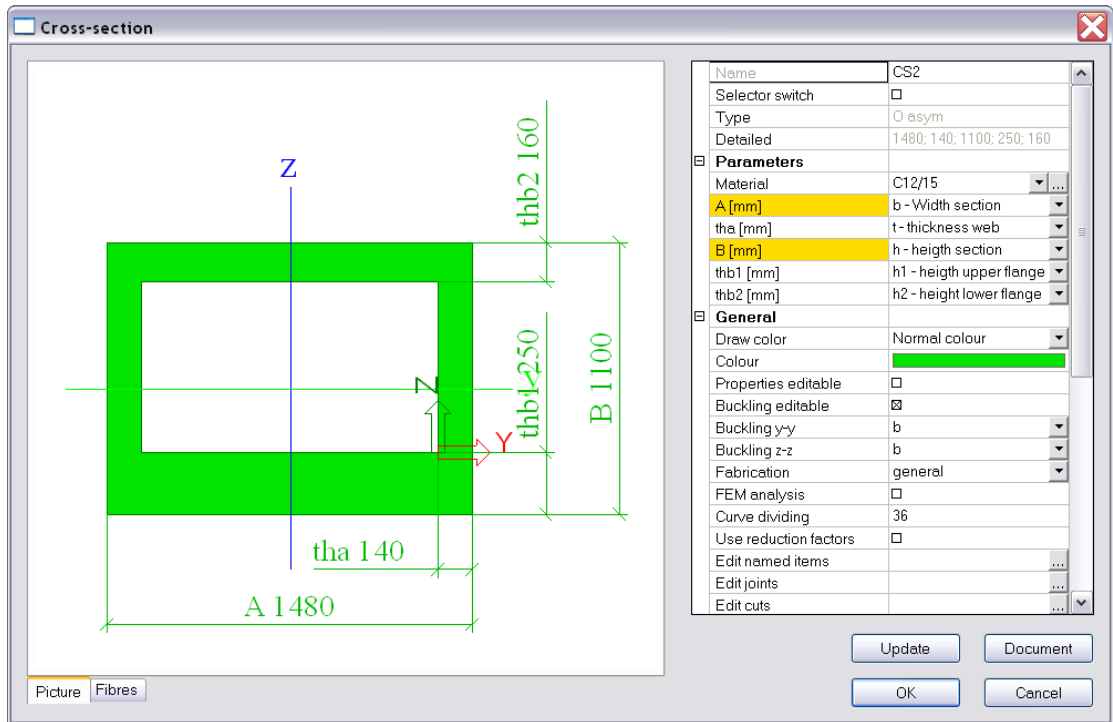 Cross-section
Z
thb2 160
thb1 250
B 1100
Z
Y
tha 140
A 1480
Picture
Fibres
Name CS2
Selector switch
Type O asym
Detailed 1480; 140; 1100; 250; 160
Parameters
Material C12/15 ...
A [mm] b - Width section
tha [mm] t - thickness web
B [mm] h - heigth section
thb1 [mm] h1 - heigth upper flange
thb2 [mm] h2 - height lower flange
General
Draw color Normal colour
Colour
Properties editable
Buckling editable
Buckling y-y b
Buckling z-z b
Fabrication general
FEM analysis
Curve dividing 36
Use reduction factors
Edit named items ...
Edit joints ...
Edit cuts ...
Update Document
OK Cancel